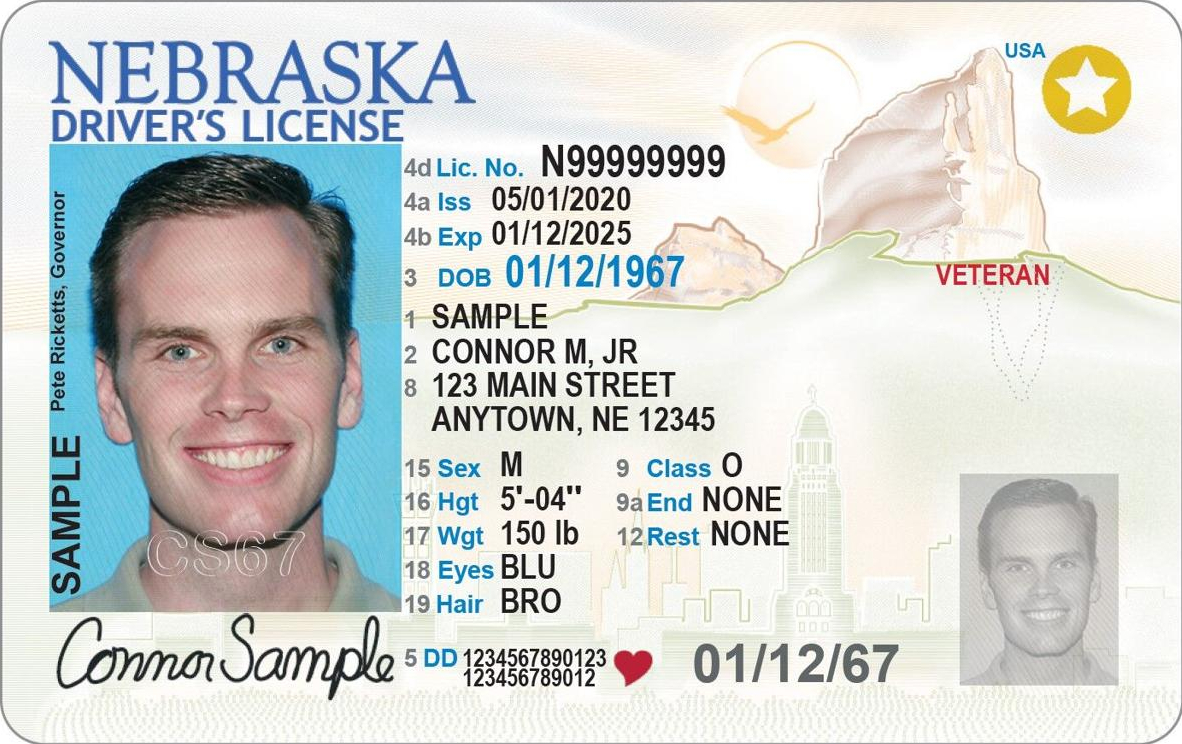 NEBRASKA
USA
DRIVER'S LICENSE
4d Lic. No. N99999999
4a Iss 05/01/2020
4b Exp 01/12/2025
3 DOB 01/12/1967
VETERAN
1 SAMPLE
2 CONNOR M, JR
8 123 MAIN STREET
ANYTOWN, NE 12345
15 Sex M 9 Class O
16 Hgt 5'-04" 9a End NONE
17 Wgt 150 lb 12 Rest NONE
18 Eyes BLU
19 Hair BRO
5 DD 1234567890123
123456789012
01/12/67
Pete Ricketts, Governor
SAMPLE
CS67
Connor Sample